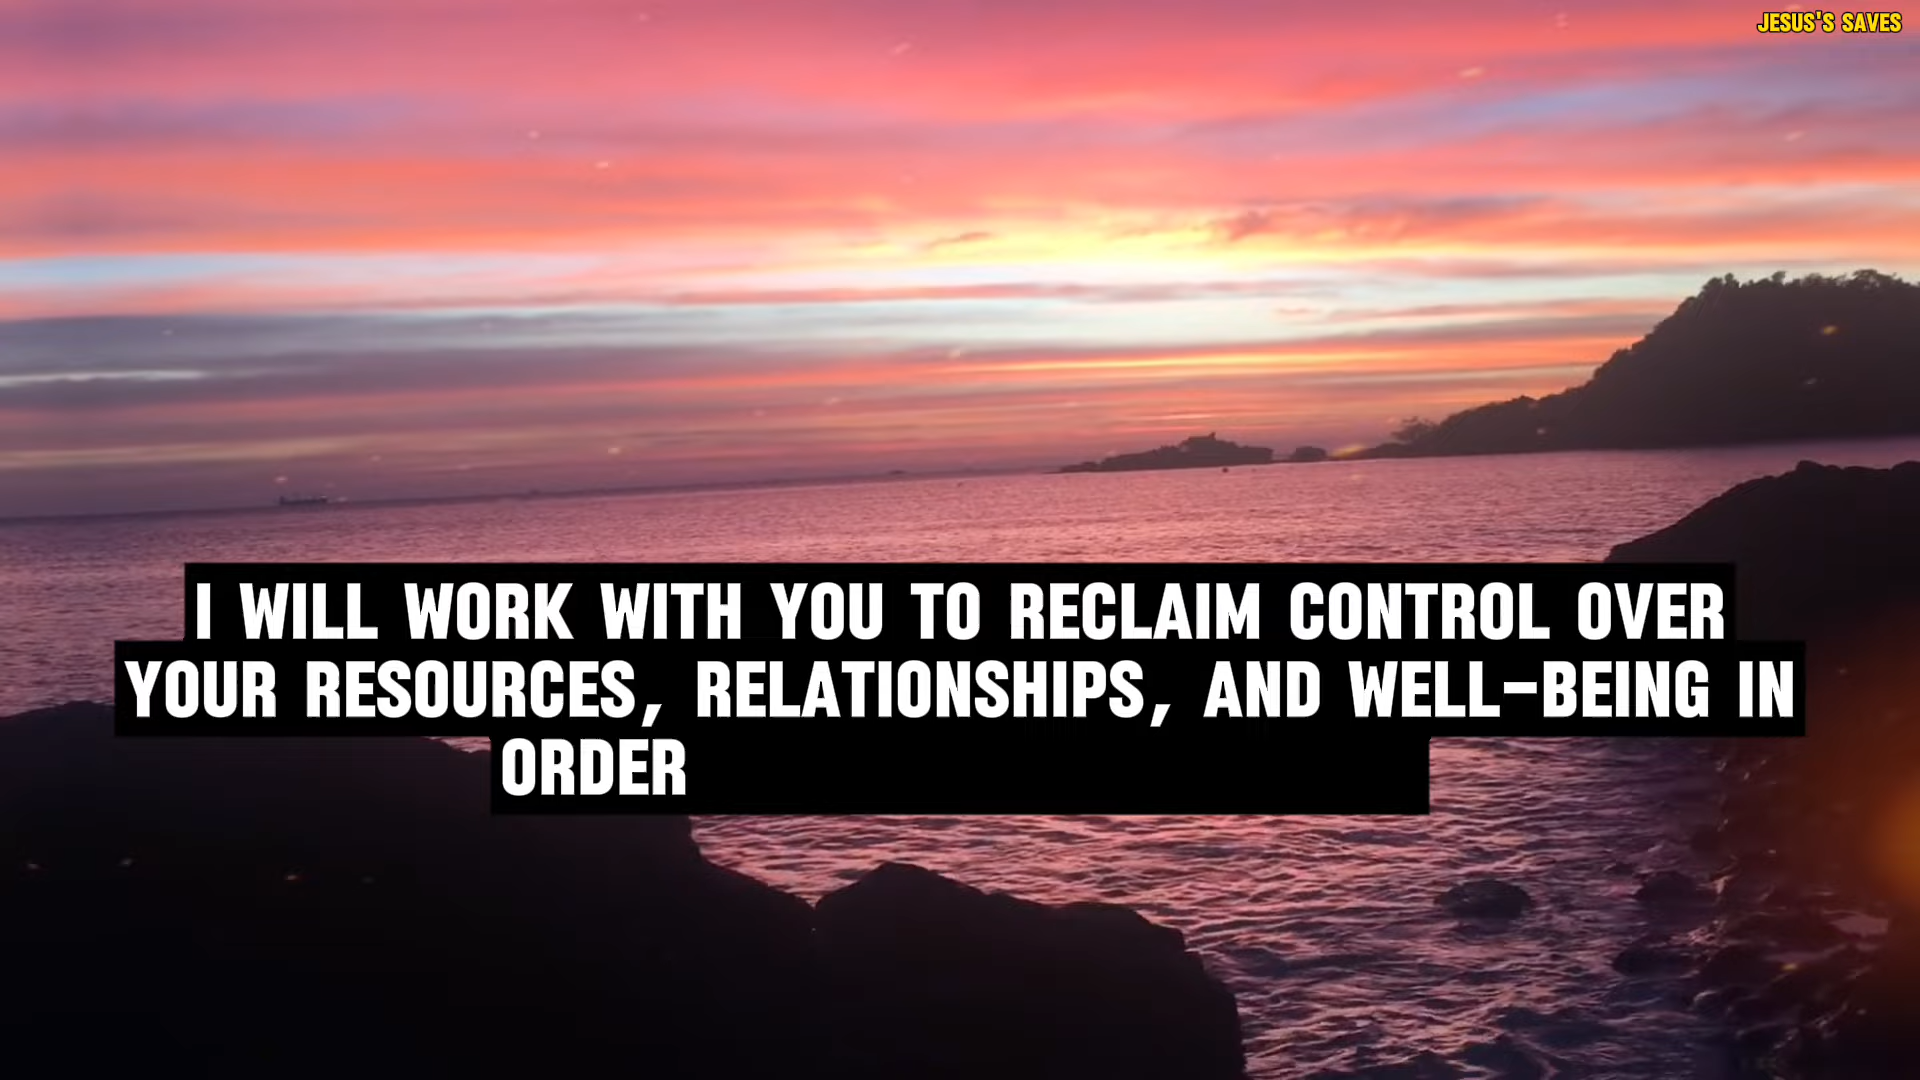 JESUS'S SAVES
I WILL WORK WITH YOU TO RECLAIM CONTROL OVER
YOUR RESOURCES, RELATIONSHIPS, AND WELL-BEING IN
ORDER